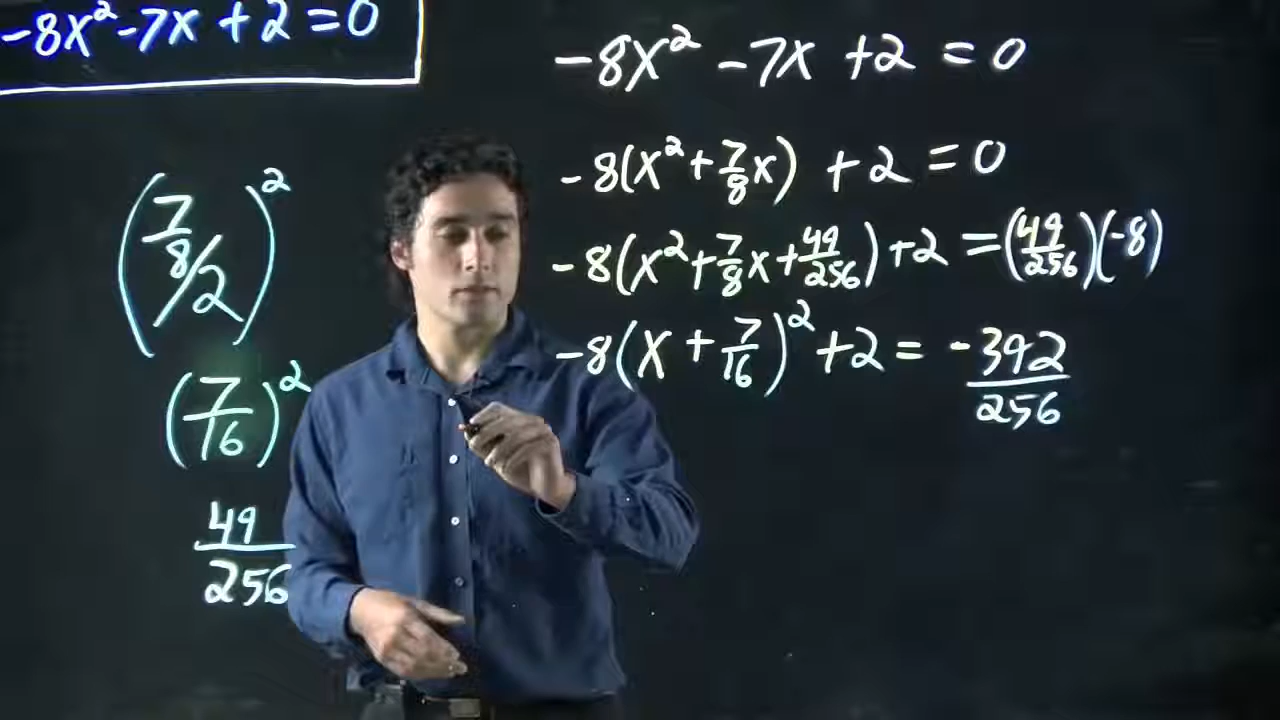 -8x²-7x+2=0
(7/8/2)²
(7/16)²
49/256
-8x² -7x +2 =0
-8(x²+7/8x) +2 =0
-8(x²+7/8x+49/256)+2 =(49/256)(-8)
-8(x+7/16)²+2 = -392/256